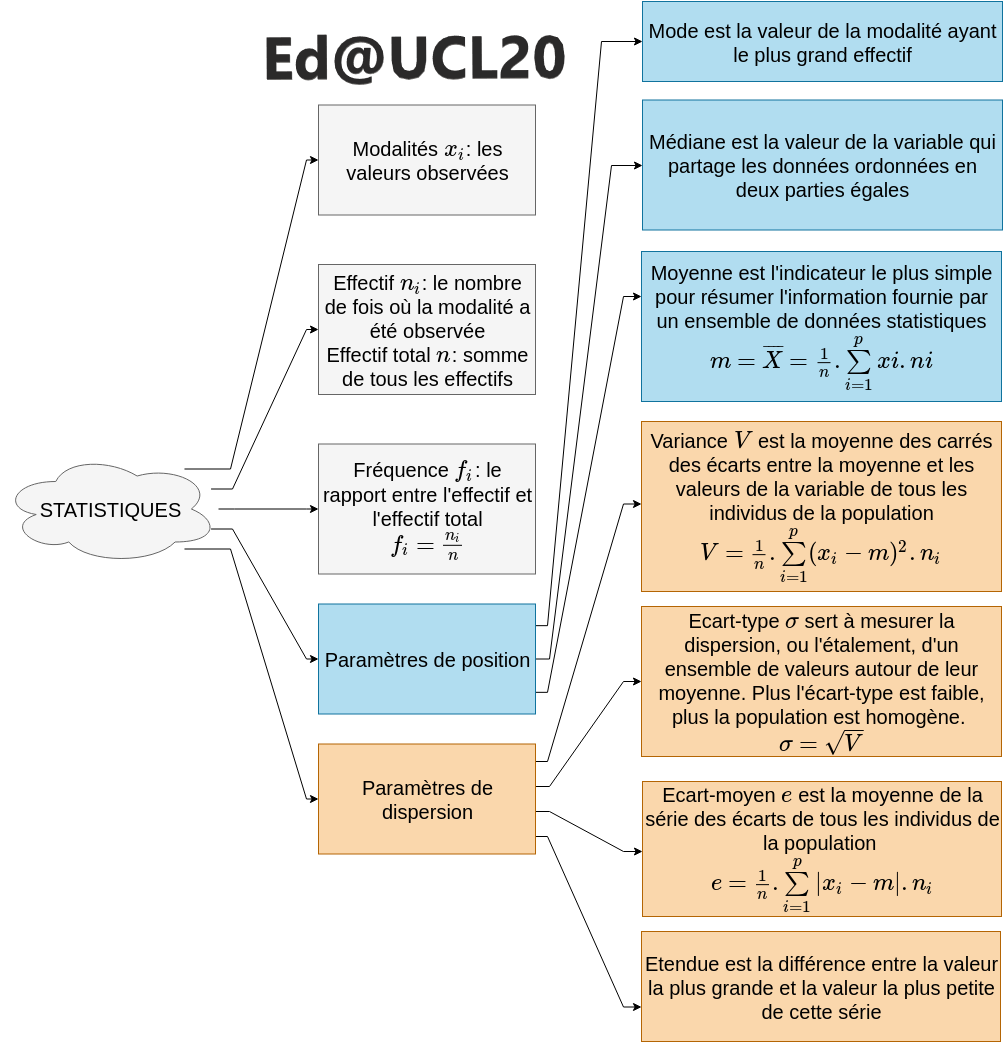 Ed@UCL20
STATISTIQUES
Modalités $x_i$: les
valeurs observées
Effectif $n_i$: le nombre
de fois où la modalité a
été observée
Effectif total $n$: somme
de tous les effectifs
Fréquence $f_i$: le
rapport entre l'effectif et
l'effectif total
$f_i = \frac{n_i}{n}$
Paramètres de position
Mode est la valeur de la modalité ayant
le plus grand effectif
Médiane est la valeur de la variable qui
partage les données ordonnées en
deux parties égales
Moyenne est l'indicateur le plus simple
pour résumer l'information fournie par
un ensemble de données statistiques
$m = \overline{X} = \frac{1}{n}.\sum_{i=1}^{p} xi.ni$
Paramètres de
dispersion
Variance $V$ est la moyenne des carrés
des écarts entre la moyenne et les
valeurs de la variable de tous les
individus de la population
$V = \frac{1}{n}.\sum_{i=1}^{p}(x_i - m)^2.n_i$
Ecart-type $\sigma$ sert à mesurer la
dispersion, ou l'étalement, d'un
ensemble de valeurs autour de leur
moyenne. Plus l'écart-type est faible,
plus la population est homogène.
$\sigma = \sqrt{V}$
Ecart-moyen $e$ est la moyenne de la
série des écarts de tous les individus de
la population
$e = \frac{1}{n}.\sum_{i=1}^{p}|x_i - m|.n_i$
Etendue est la différence entre la valeur
la plus grande et la valeur la plus petite
de cette série